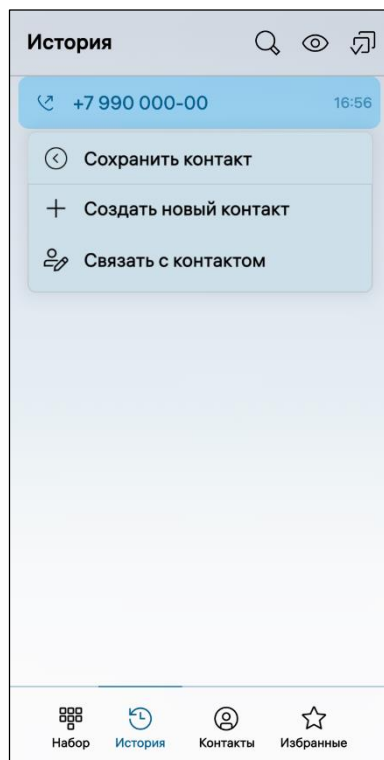 История
+7 990 000-00 16:56
Сохранить контакт
Создать новый контакт
Связать с контактом
Набор История Контакты Избранные